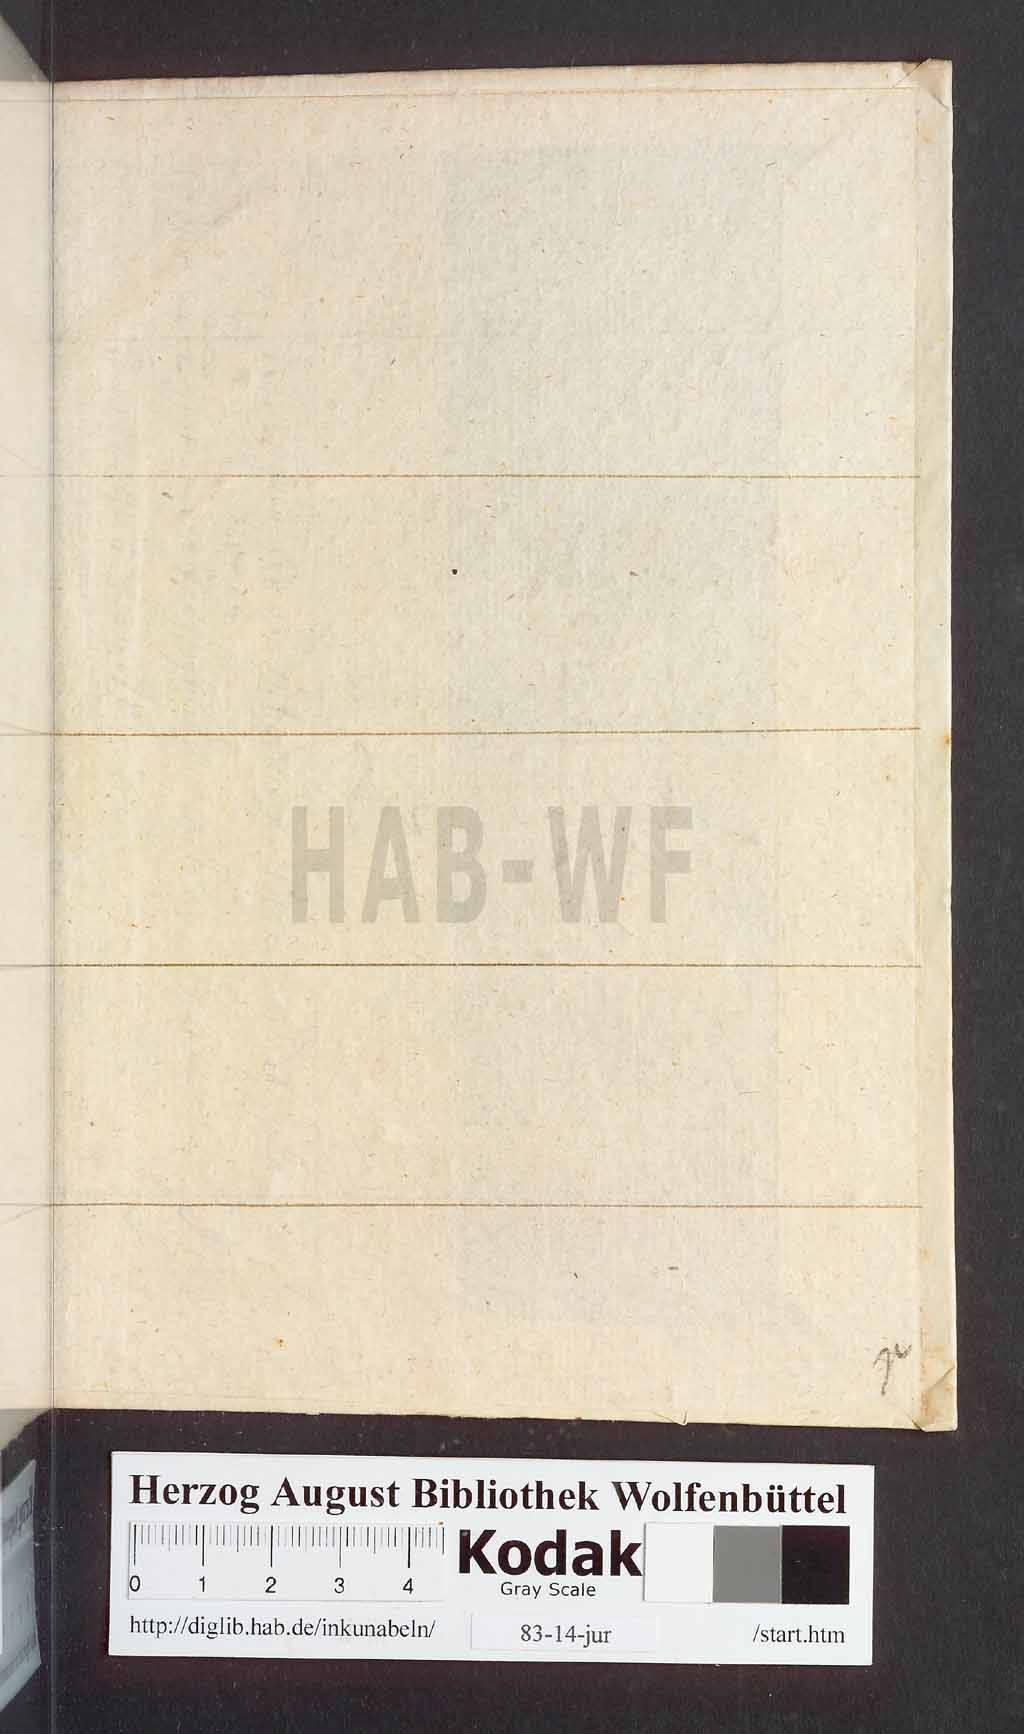 HAB-WF
Herzog August Bibliothek Wolfenbüttel
0 1 2 3 4
Kodak
Gray Scale
http://diglib.hab.de/inkunabeln/ 83-14-jur /start.htm